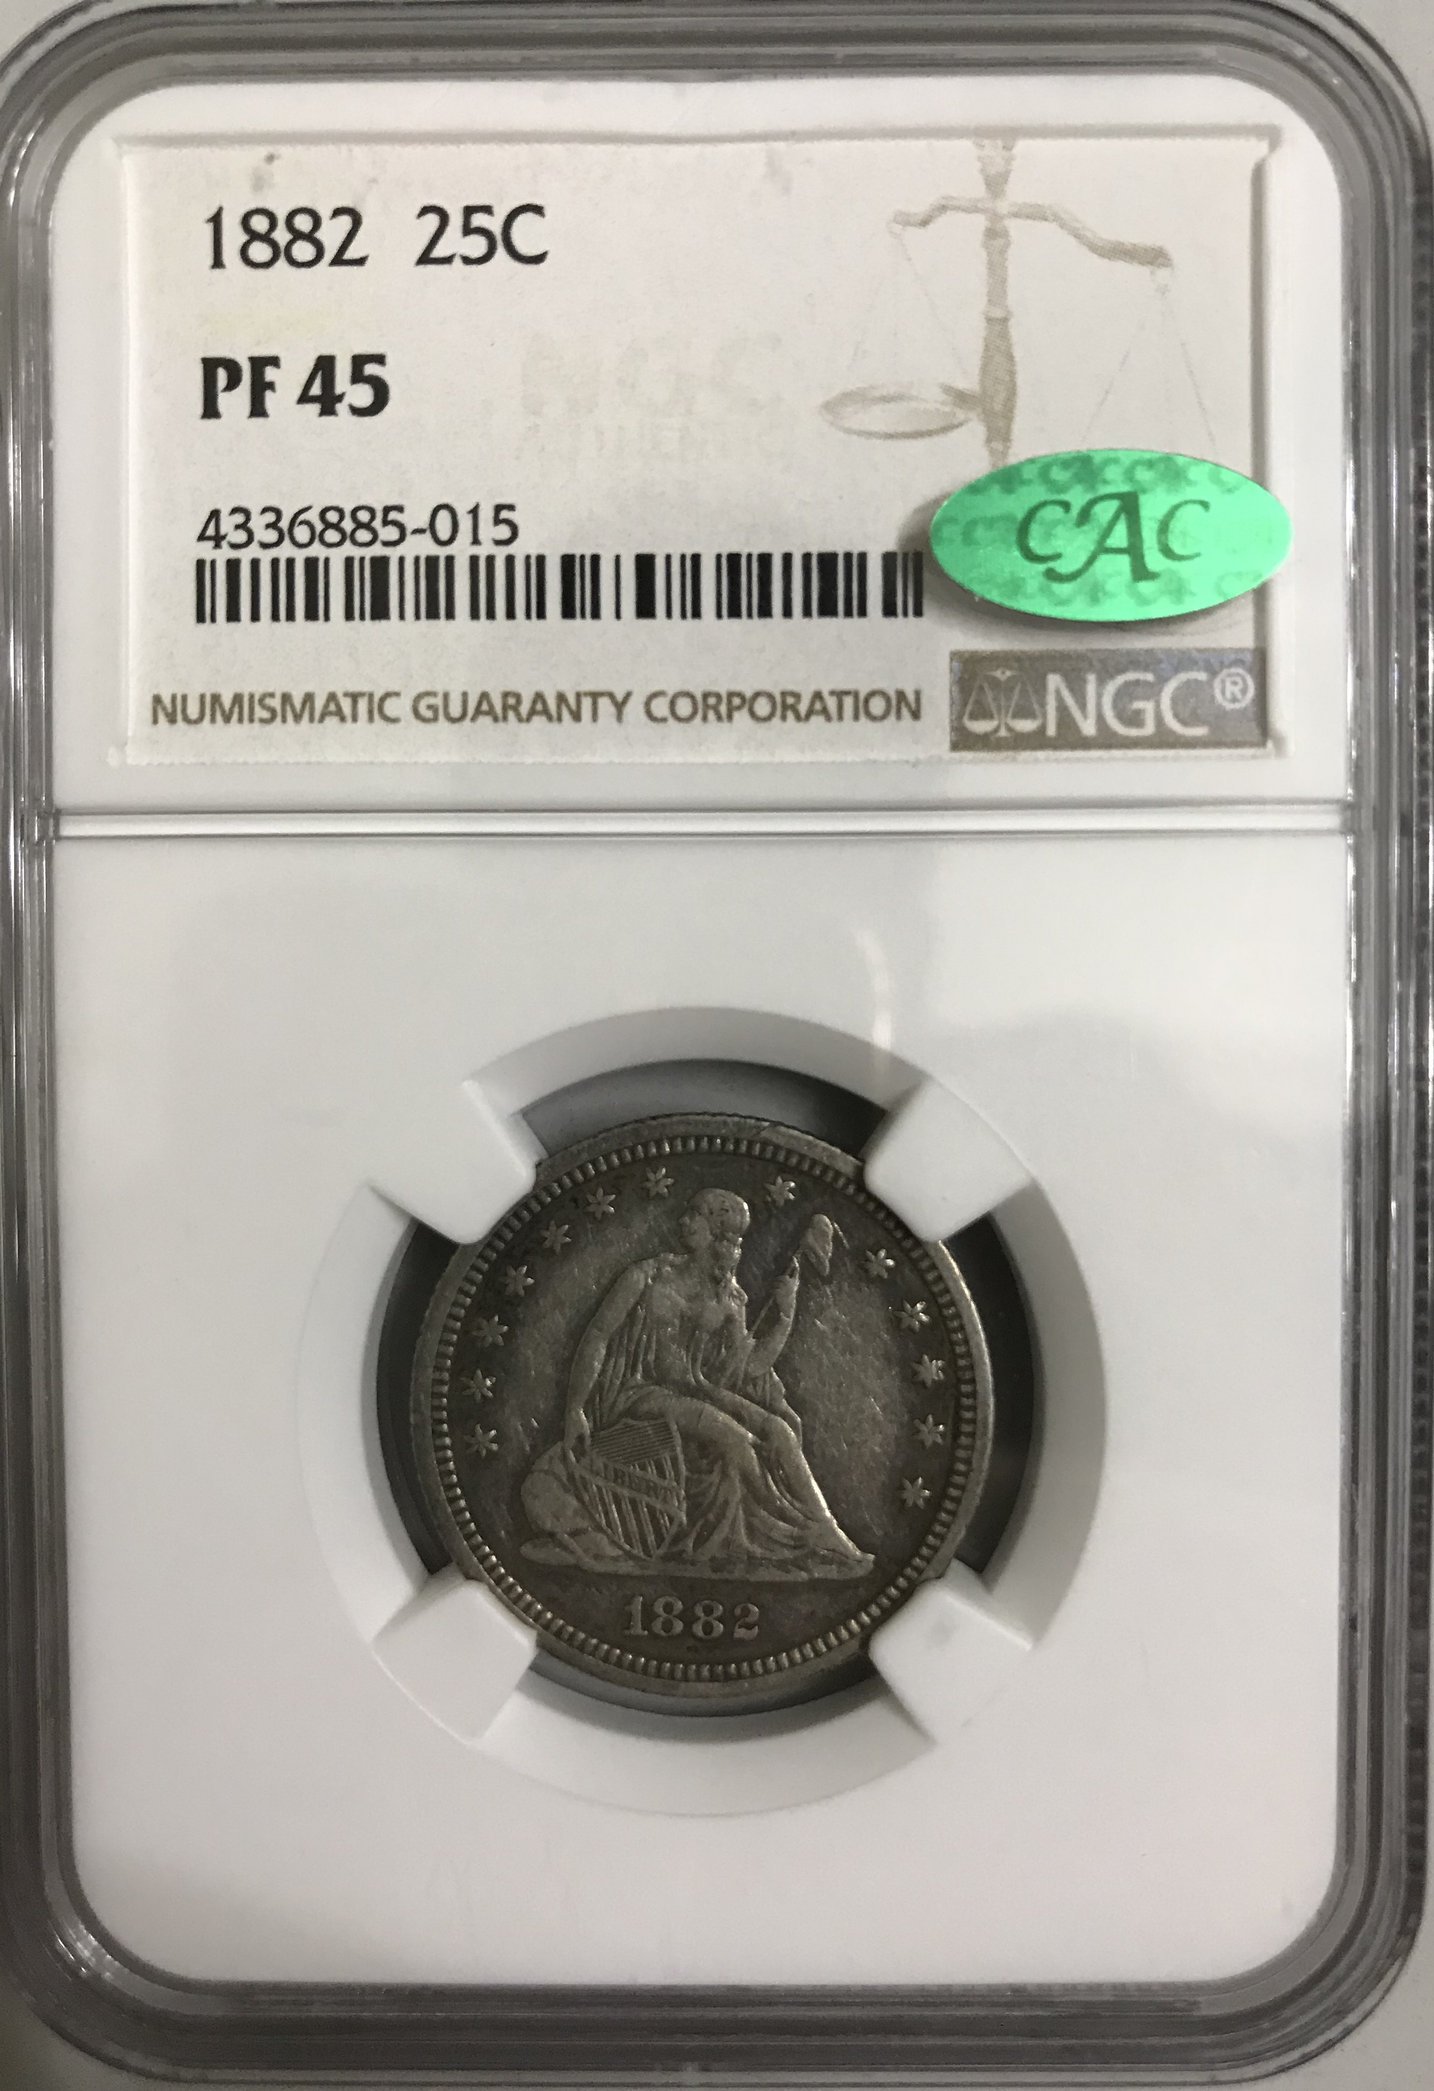 1882 25C
PF 45
4336885-015
CAC
NUMISMATIC GUARANTY CORPORATION
NGC®
LIBERTY
1882